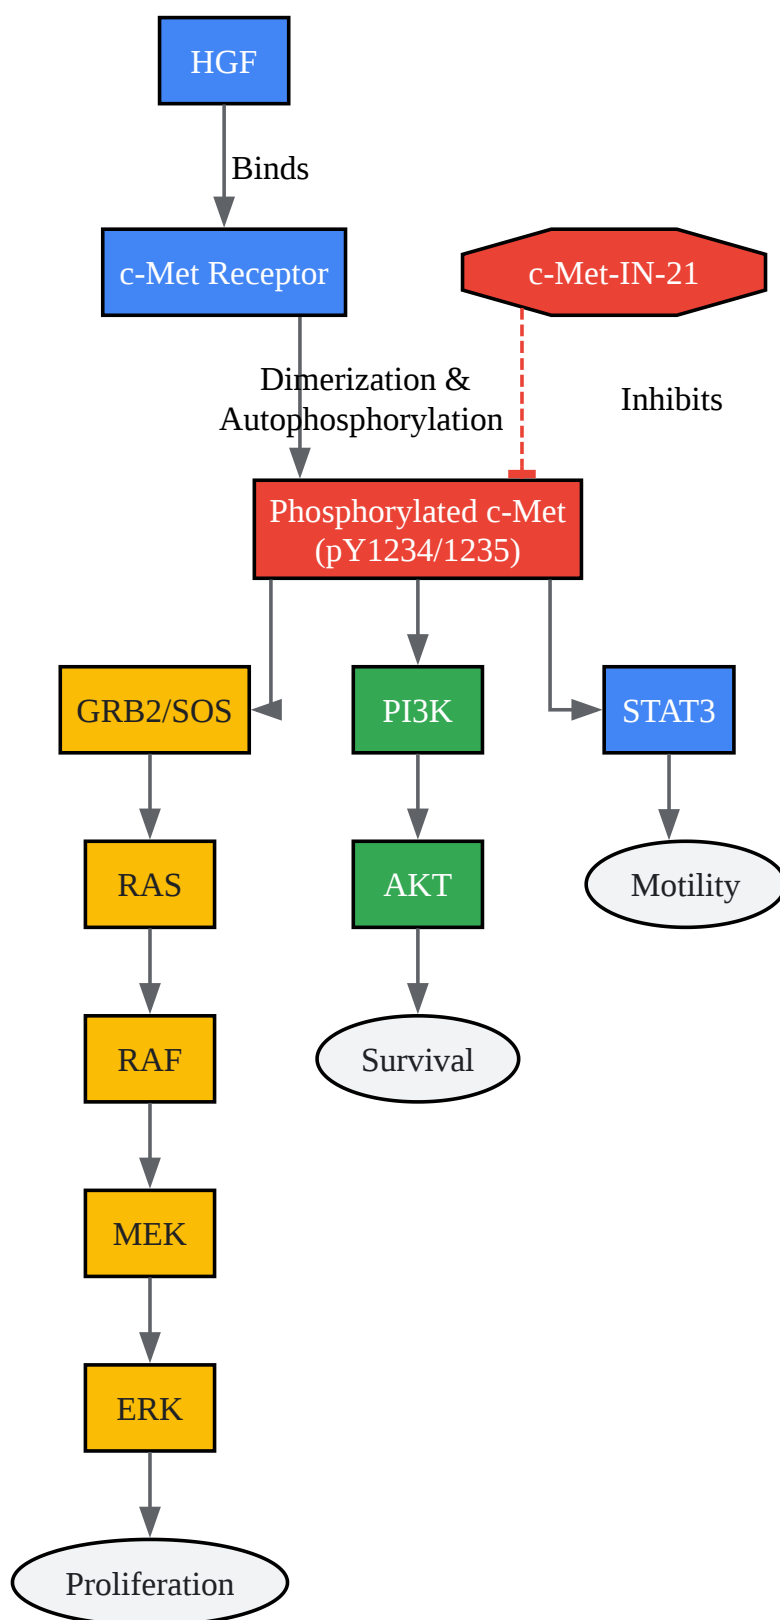 HGF
Binds
c-Met Receptor
c-Met-IN-21
Dimerization &
Autophosphorylation
Inhibits
Phosphorylated c-Met
(pY1234/1235)
GRB2/SOS
PI3K
STAT3
RAS
AKT
Motility
RAF
Survival
MEK
ERK
Proliferation